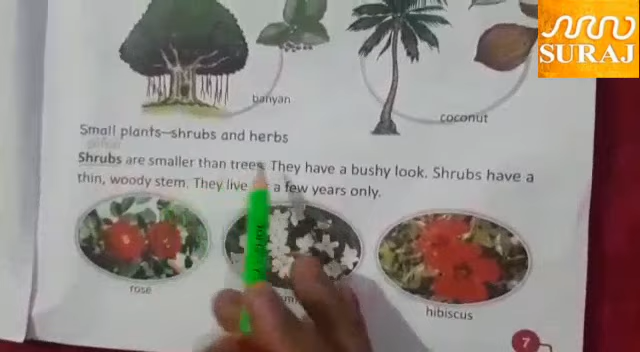 SURAJ
banyan
coconut
Small plants—shrubs and herbs
Shrubs are smaller than trees. They have a bushy look. Shrubs have a
thin, woody stem. They live a few years only.
rose
hibiscus
7